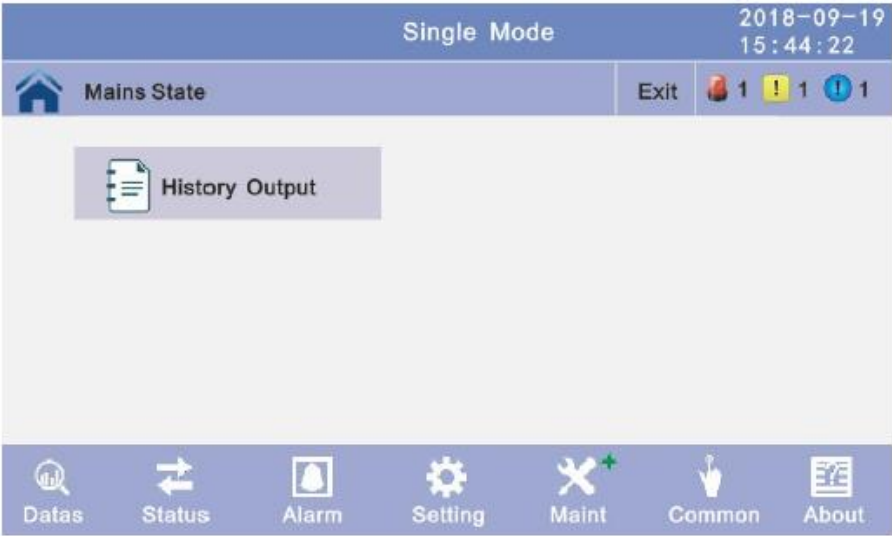 Single Mode
2018-09-19
15:44:22
Mains State
Exit
1
! 1
! 1
History Output
Datas
Status
Alarm
Setting
Maint
Common
About